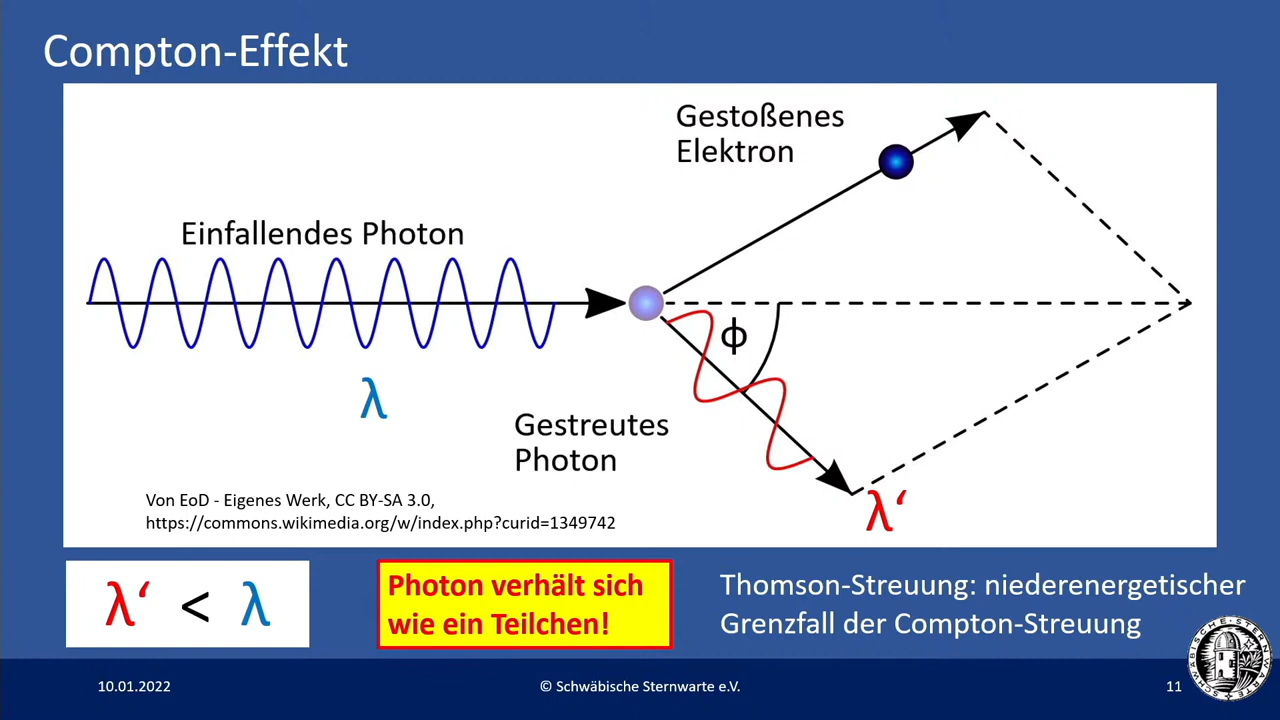 Compton-Effekt
Gestoßenes
Elektron
Einfallendes Photon
ϕ
λ
Gestreutes
Photon
λ‘
Von EoD - Eigenes Werk, CC BY-SA 3.0,
https://commons.wikimedia.org/w/index.php?curid=1349742
λ‘ < λ
Photon verhält sich
wie ein Teilchen!
Thomson-Streuung: niederenergetischer
Grenzfall der Compton-Streuung
SCHWÄBISCHE STERNWARTE
10.01.2022
© Schwäbische Sternwarte e.V.
11